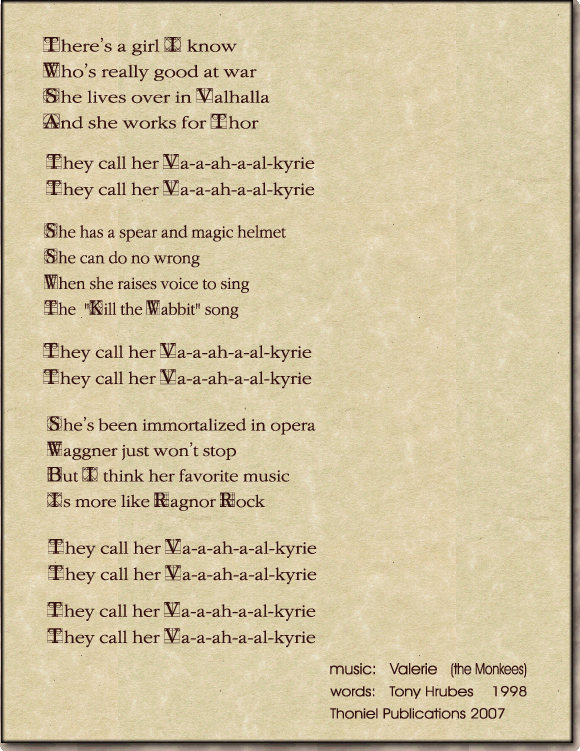 There's a girl I know
Who's really good at war
She lives over in Valhalla
And she works for Thor
They call her Va-a-ah-a-al-kyrie
They call her Va-a-ah-a-al-kyrie
She has a spear and magic helmet
She can do no wrong
When she raises voice to sing
The "Kill the Wabbit" song
They call her Va-a-ah-a-al-kyrie
They call her Va-a-ah-a-al-kyrie
She's been immortalized in opera
Waggner just won't stop
But I think her favorite music
Is more like Ragnor Rock
They call her Va-a-ah-a-al-kyrie
They call her Va-a-ah-a-al-kyrie
They call her Va-a-ah-a-al-kyrie
They call her Va-a-ah-a-al-kyrie
music: Valerie (the Monkees)
words: Tony Hrubes 1998
Thoniel Publications 2007